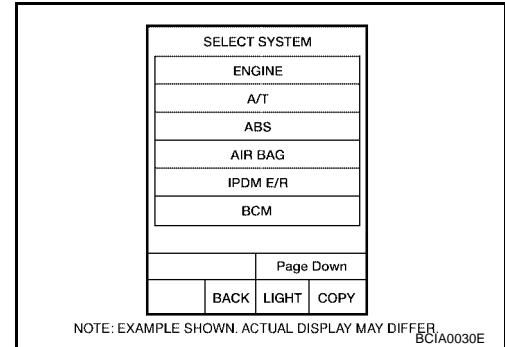 SELECT SYSTEM
ENGINE
A/T
ABS
AIR BAG
IPDM E/R
BCM
Page Down
BACK LIGHT COPY
NOTE: EXAMPLE SHOWN. ACTUAL DISPLAY MAY DIFFER.
BCIA0030E